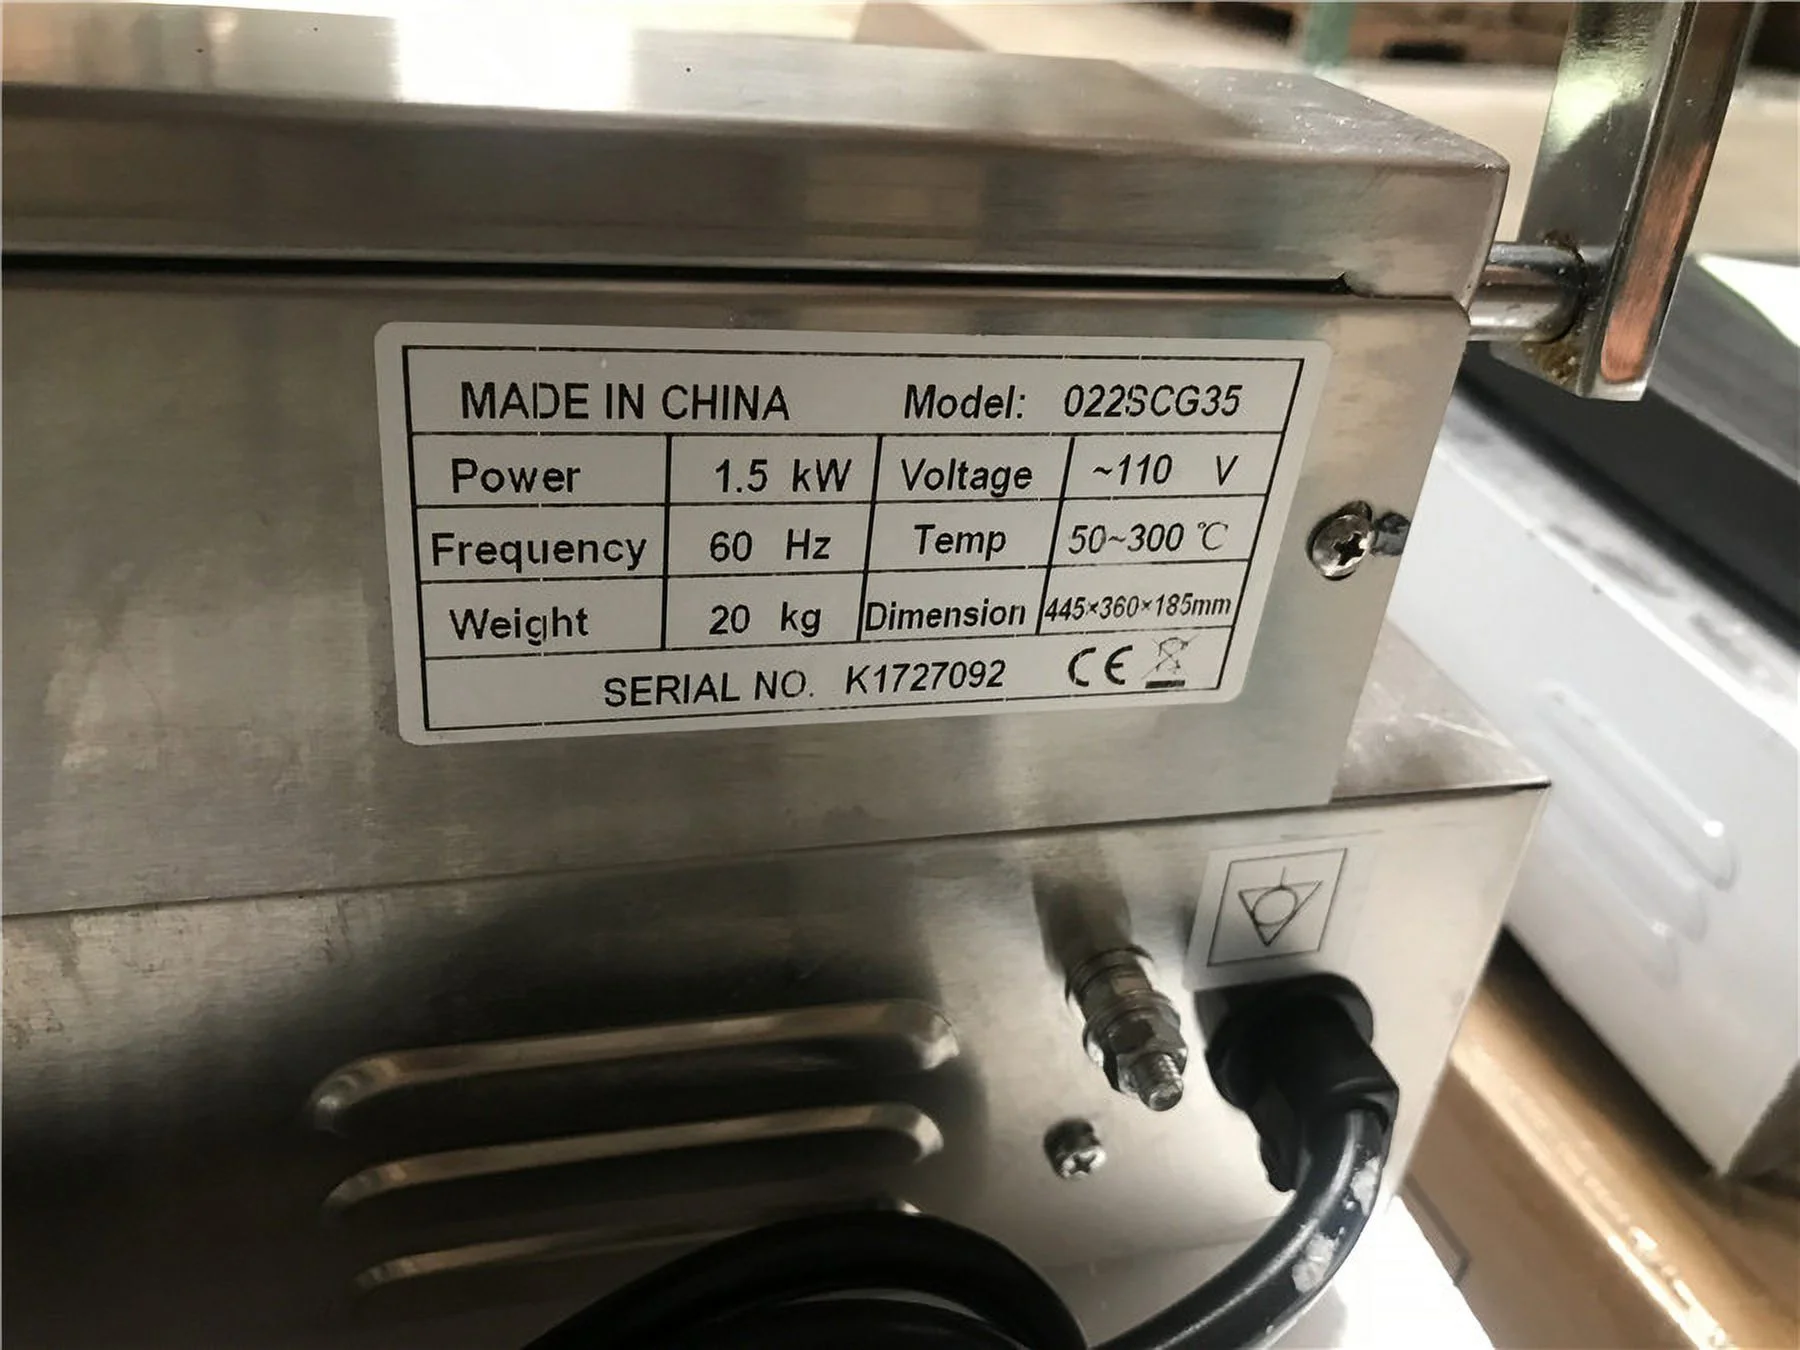 MADE IN CHINA Model: 022SCG35
Power 1.5 kW Voltage ~110 V
Frequency 60 Hz Temp 50~300 ℃
Weight 20 kg Dimension 445×360×185mm
SERIAL NO. K1727092 CE